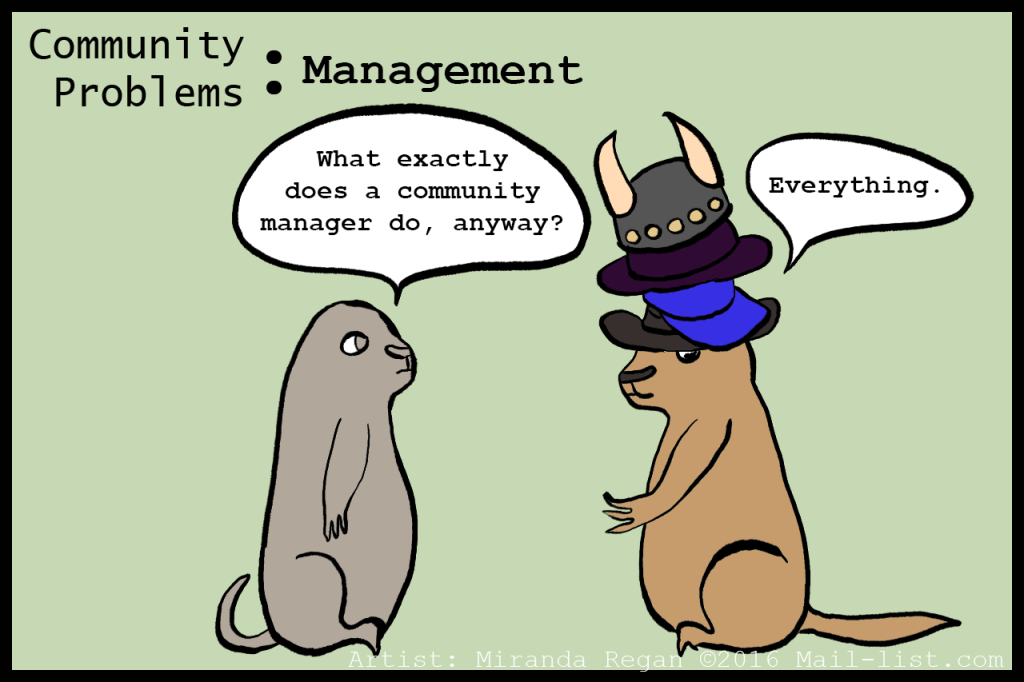 Community
Problems : Management
What exactly
does a community
manager do, anyway?
Everything.
Artist: Miranda Regan ©2016 Mail-list.com